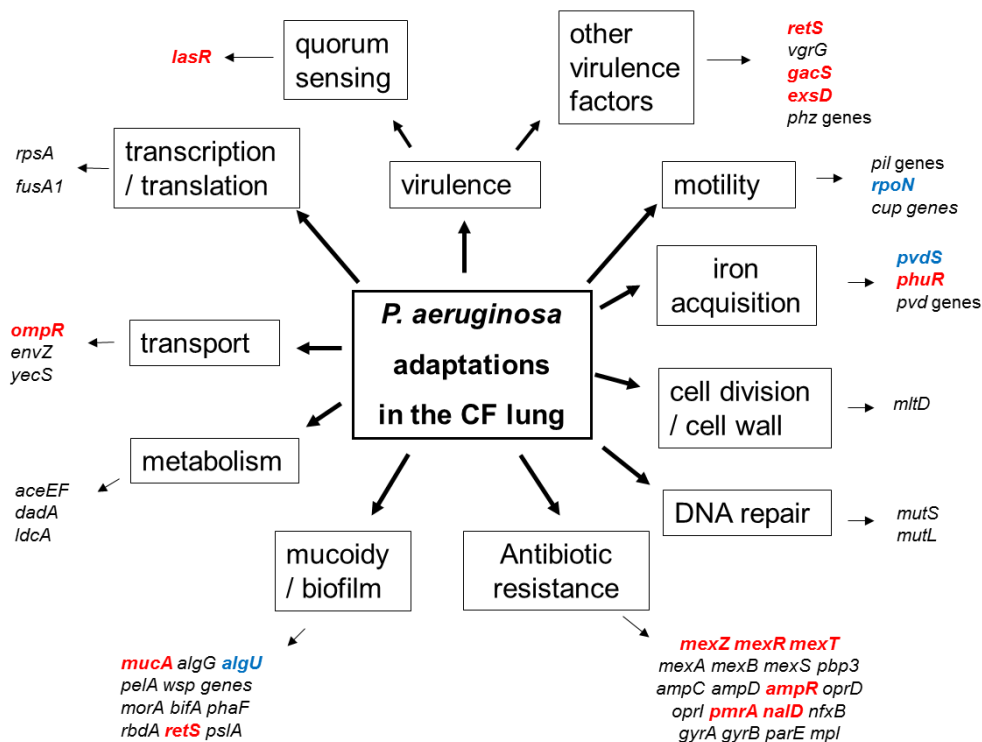 lasR
quorum
sensing
other
virulence
factors
retS
vgrG
gacS
exsD
phz genes
rpsA
fusA1
transcription
/ translation
virulence
motility
pil genes
rpoN
cup genes
iron
acquisition
pvdS
phuR
pvd genes
P. aeruginosa
adaptations
in the CF lung
ompR
envZ
yecS
transport
cell division
/ cell wall
mltD
metabolism
aceEF
dadA
ldcA
DNA repair
mutS
mutL
mucoidy
/ biofilm
Antibiotic
resistance
mucA algG algU
pelA wsp genes
morA bifA phaF
rbdA retS pslA
mexZ mexR mexT
mexA mexB mexS pbp3
ampC ampD ampR oprD
oprI pmrA nalD nfxB
gyrA gyrB parE mpl